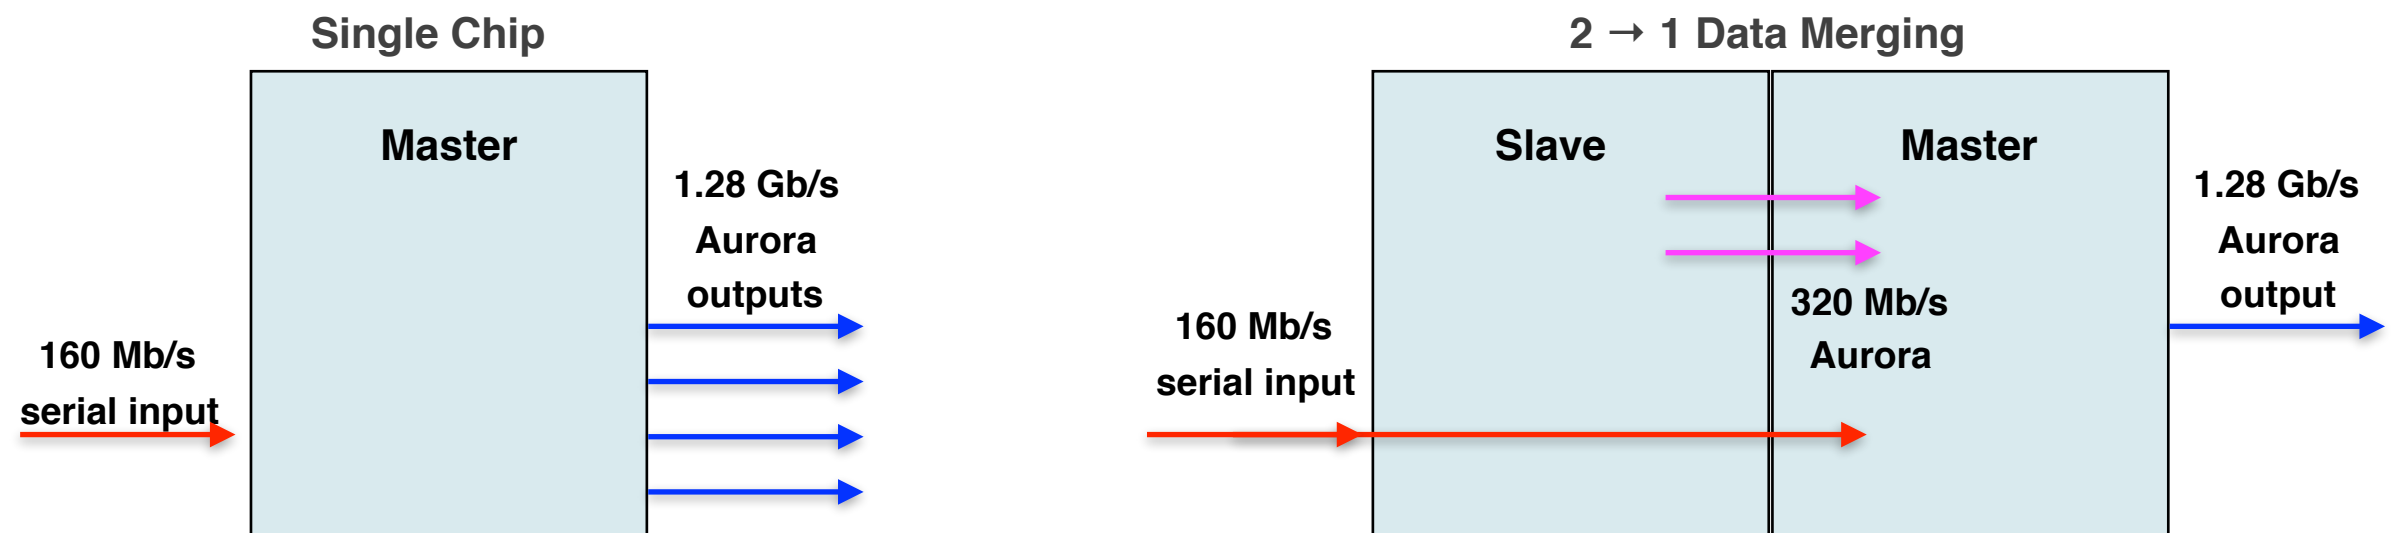 Single Chip
Master
1.28 Gb/s
Aurora
outputs
160 Mb/s
serial input
2 → 1 Data Merging
Slave
Master
1.28 Gb/s
Aurora
output
320 Mb/s
Aurora
160 Mb/s
serial input